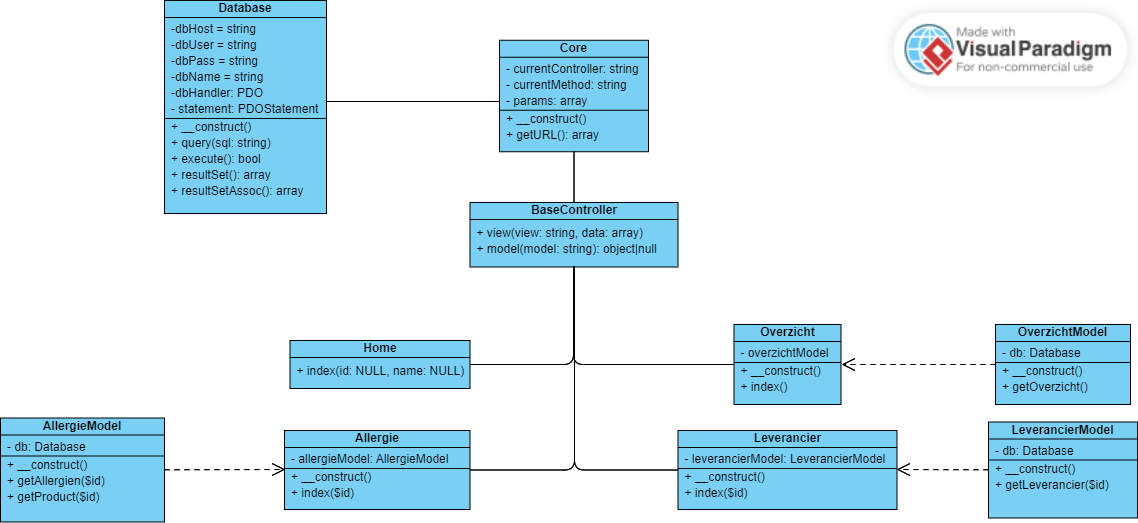 Database
-dbHost = string
-dbUser = string
-dbPass = string
-dbName = string
-dbHandler: PDO
- statement: PDOStatement
+ __construct()
+ query(sql: string)
+ execute(): bool
+ resultSet(): array
+ resultSetAssoc(): array
Core
- currentController: string
- currentMethod: string
- params: array
+ __construct()
+ getURL(): array
Made with
VisualParadigm
For non-commercial use
BaseController
+ view(view: string, data: array)
+ model(model: string): object|null
Home
+ index(id: NULL, name: NULL)
Overzicht
- overzichtModel
+ __construct()
+ index()
OverzichtModel
- db: Database
+ __construct()
+ getOverzicht()
AllergieModel
- db: Database
+ __construct()
+ getAllergien($id)
+ getProduct($id)
Allergie
- allergieModel: AllergieModel
+ __construct()
+ index($id)
Leverancier
- leverancierModel: LeverancierModel
+ __construct()
+ index($id)
LeverancierModel
- db: Database
+ __construct()
+ getLeverancier($id)